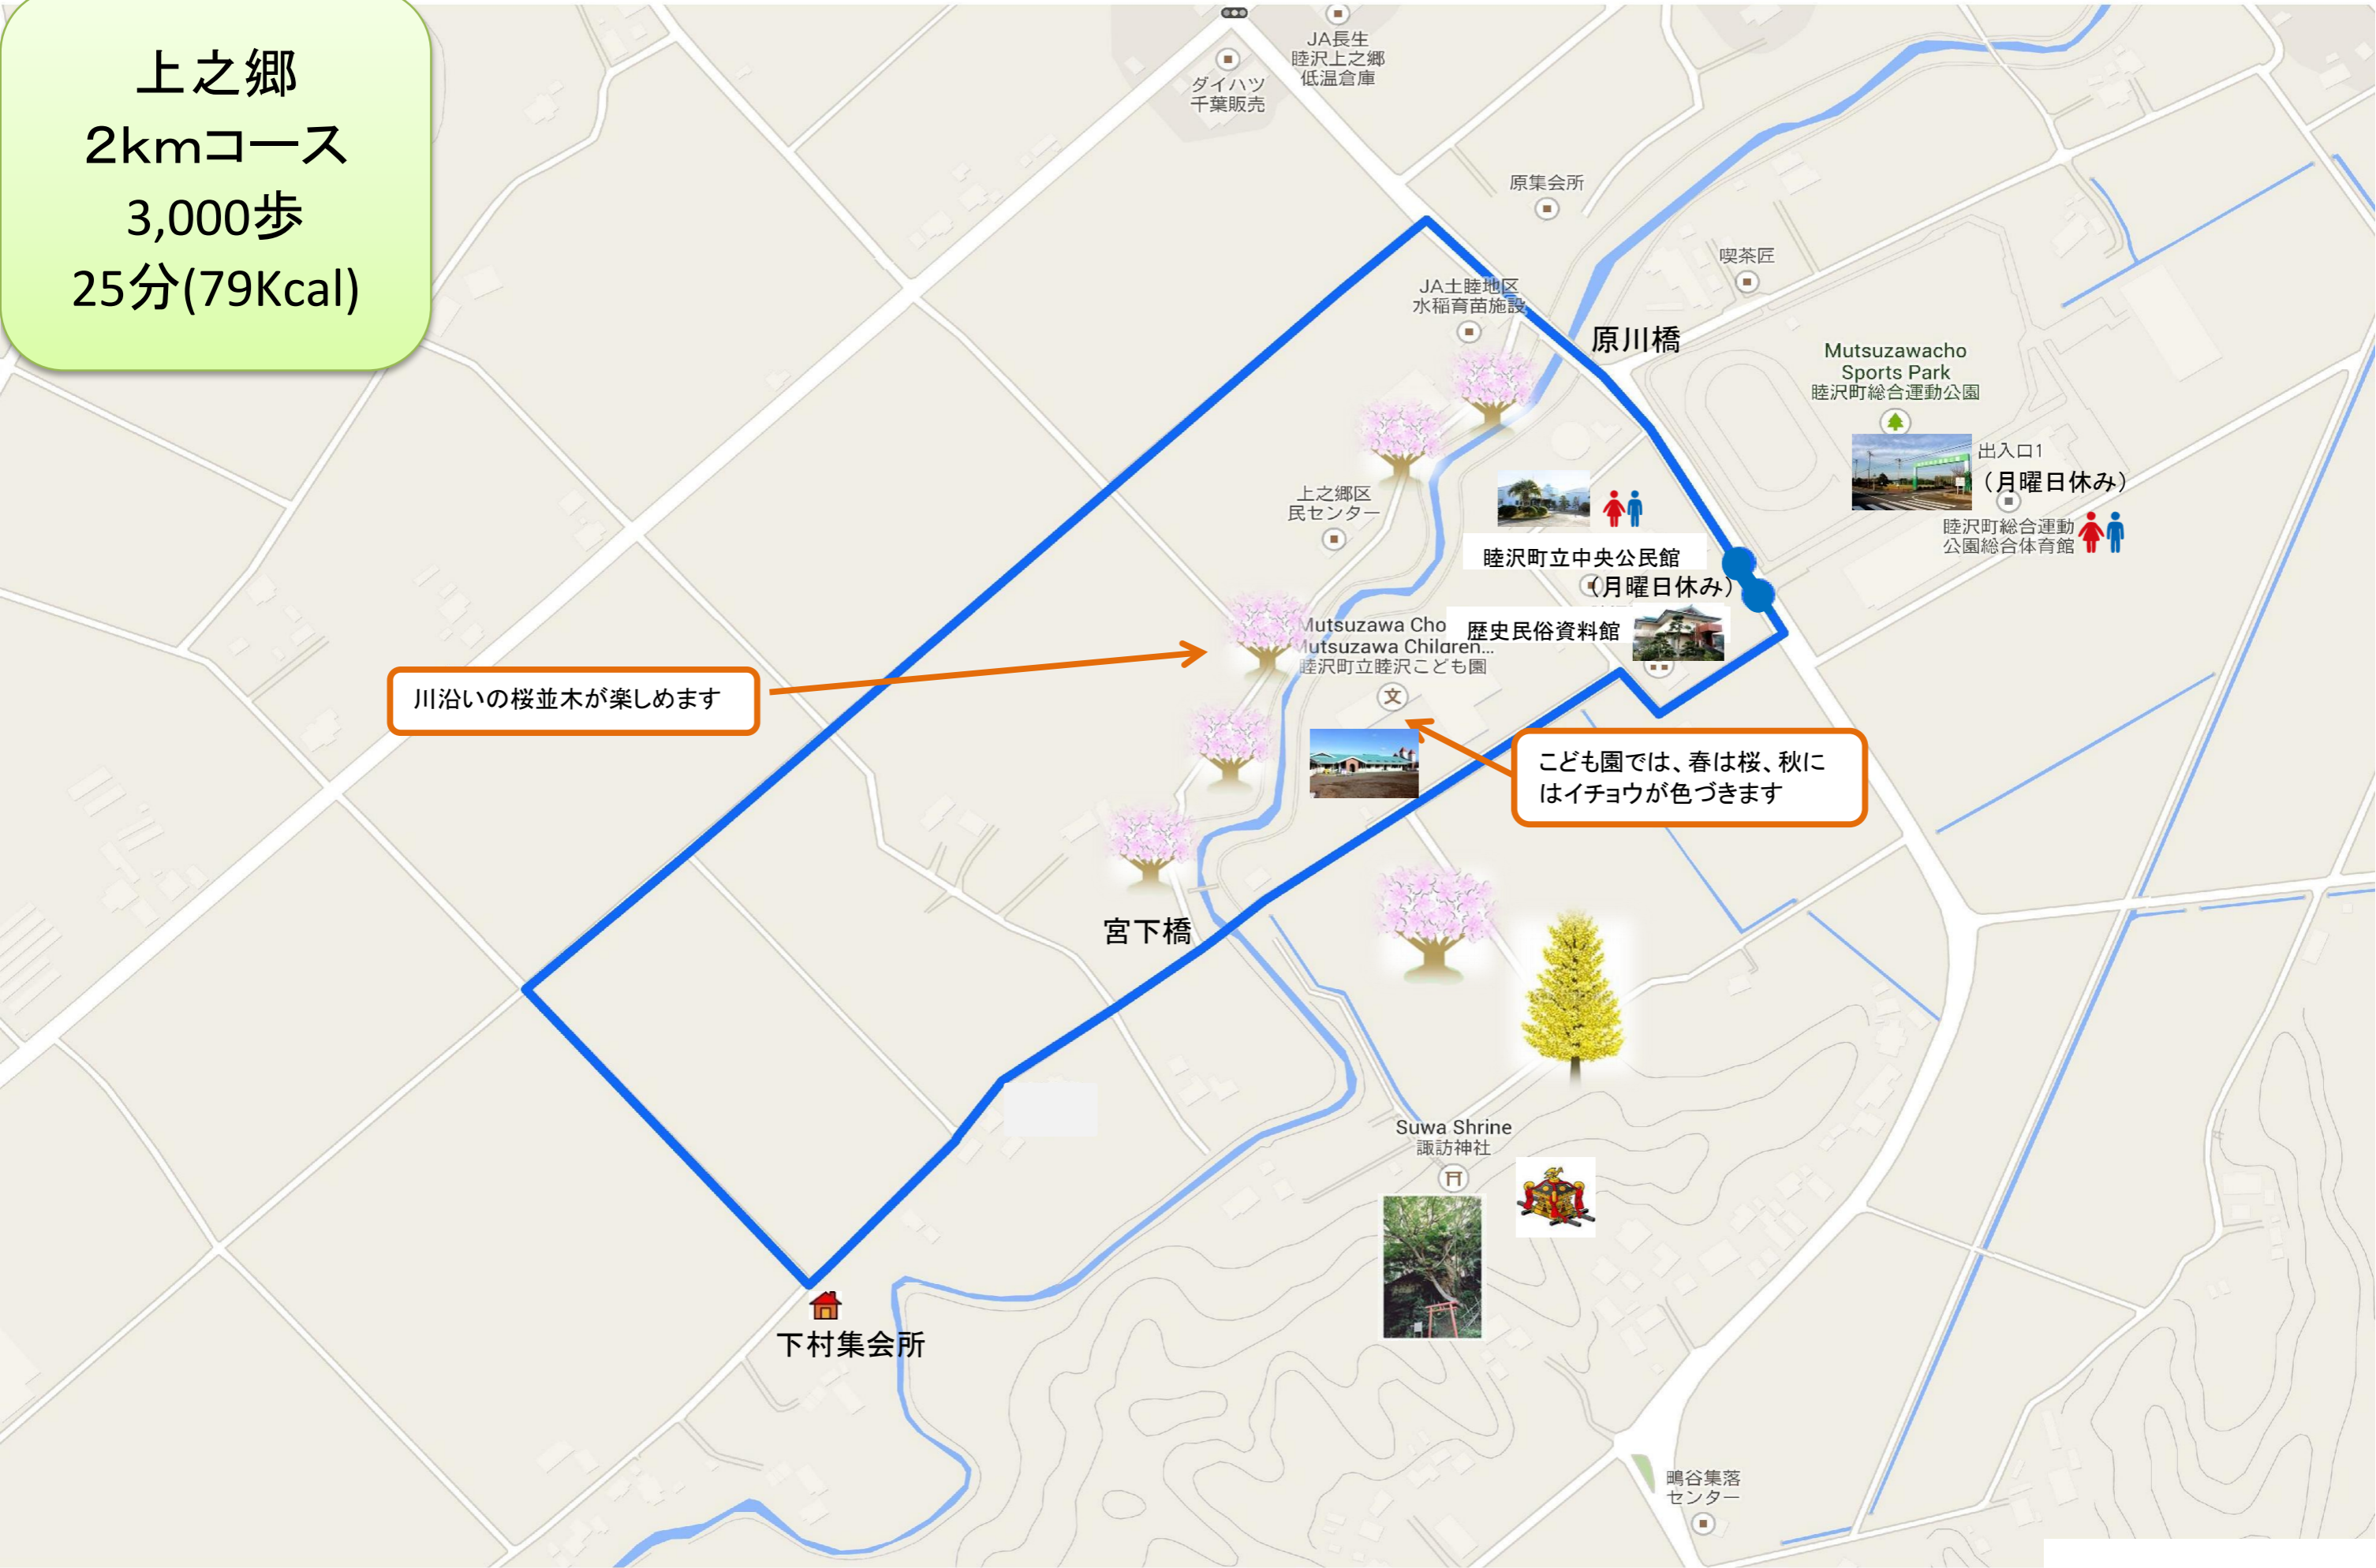 上之郷
２kmコース
3,000歩
25分(79Kcal)
JA長生
睦沢上之郷
低温倉庫
ダイハツ
千葉販売
原集会所
喫茶匠
JA土睦地区
水稲育苗施設
原川橋
Mutsuzawacho
Sports Park
睦沢町総合運動公園
出入口1
（月曜日休み）
睦沢町総合運動
公園総合体育館
上之郷区
民センター
睦沢町立中央公民館
（月曜日休み）
歴史民俗資料館
Mutsuzawa Cho
Mutsuzawa Children...
睦沢町立睦沢こども園
文
川沿いの桜並木が楽しめます
こども園では、春は桜、秋に
はイチョウが色づきます
宮下橋
Suwa Shrine
諏訪神社
下村集会所
鴫谷集落
センター